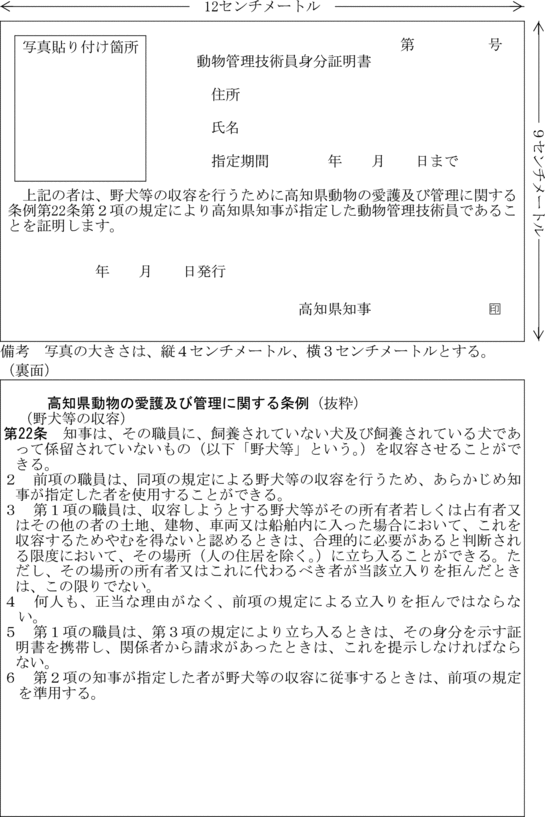 12センチメートル
写真貼り付け箇所
第　　　　　号
動物管理技術員身分証明書
住所
氏名
指定期間　　　　年　　月　　日まで
上記の者は、野犬等の収容を行うために高知県動物の愛護及び管理に関する
条例第22条第２項の規定により高知県知事が指定した動物管理技術員であるこ
とを証明します。
年　　月　　日発行
高知県知事　　　　　　　　印
９センチメートル
備考　写真の大きさは、縦４センチメートル、横３センチメートルとする。
（裏面）
高知県動物の愛護及び管理に関する条例（抜粋）
（野犬等の収容）
第22条　知事は、その職員に、飼養されていない犬及び飼養されている犬であ
って係留されていないもの（以下「野犬等」という。）を収容させることがで
きる。
２　前項の職員は、同項の規定による野犬等の収容を行うため、あらかじめ知
事が指定した者を使用することができる。
３　第１項の職員は、収容しようとする野犬等がその所有者若しくは占有者又
はその他の者の土地、建物、車両又は船舶内に入った場合において、これを
収容するためやむを得ないと認めるときは、合理的に必要があると判断され
る限度において、その場所（人の住居を除く。）に立ち入ることができる。た
だし、その場所の所有者又はこれに代わるべき者が当該立入りを拒んだとき
は、この限りでない。
４　何人も、正当な理由がなく、前項の規定による立入りを拒んではならな
い。
５　第１項の職員は、第３項の規定により立ち入るときは、その身分を示す証
明書を携帯し、関係者から請求があったときは、これを提示しなければなら
ない。
６　第２項の知事が指定した者が野犬等の収容に従事するときは、前項の規定
を準用する。